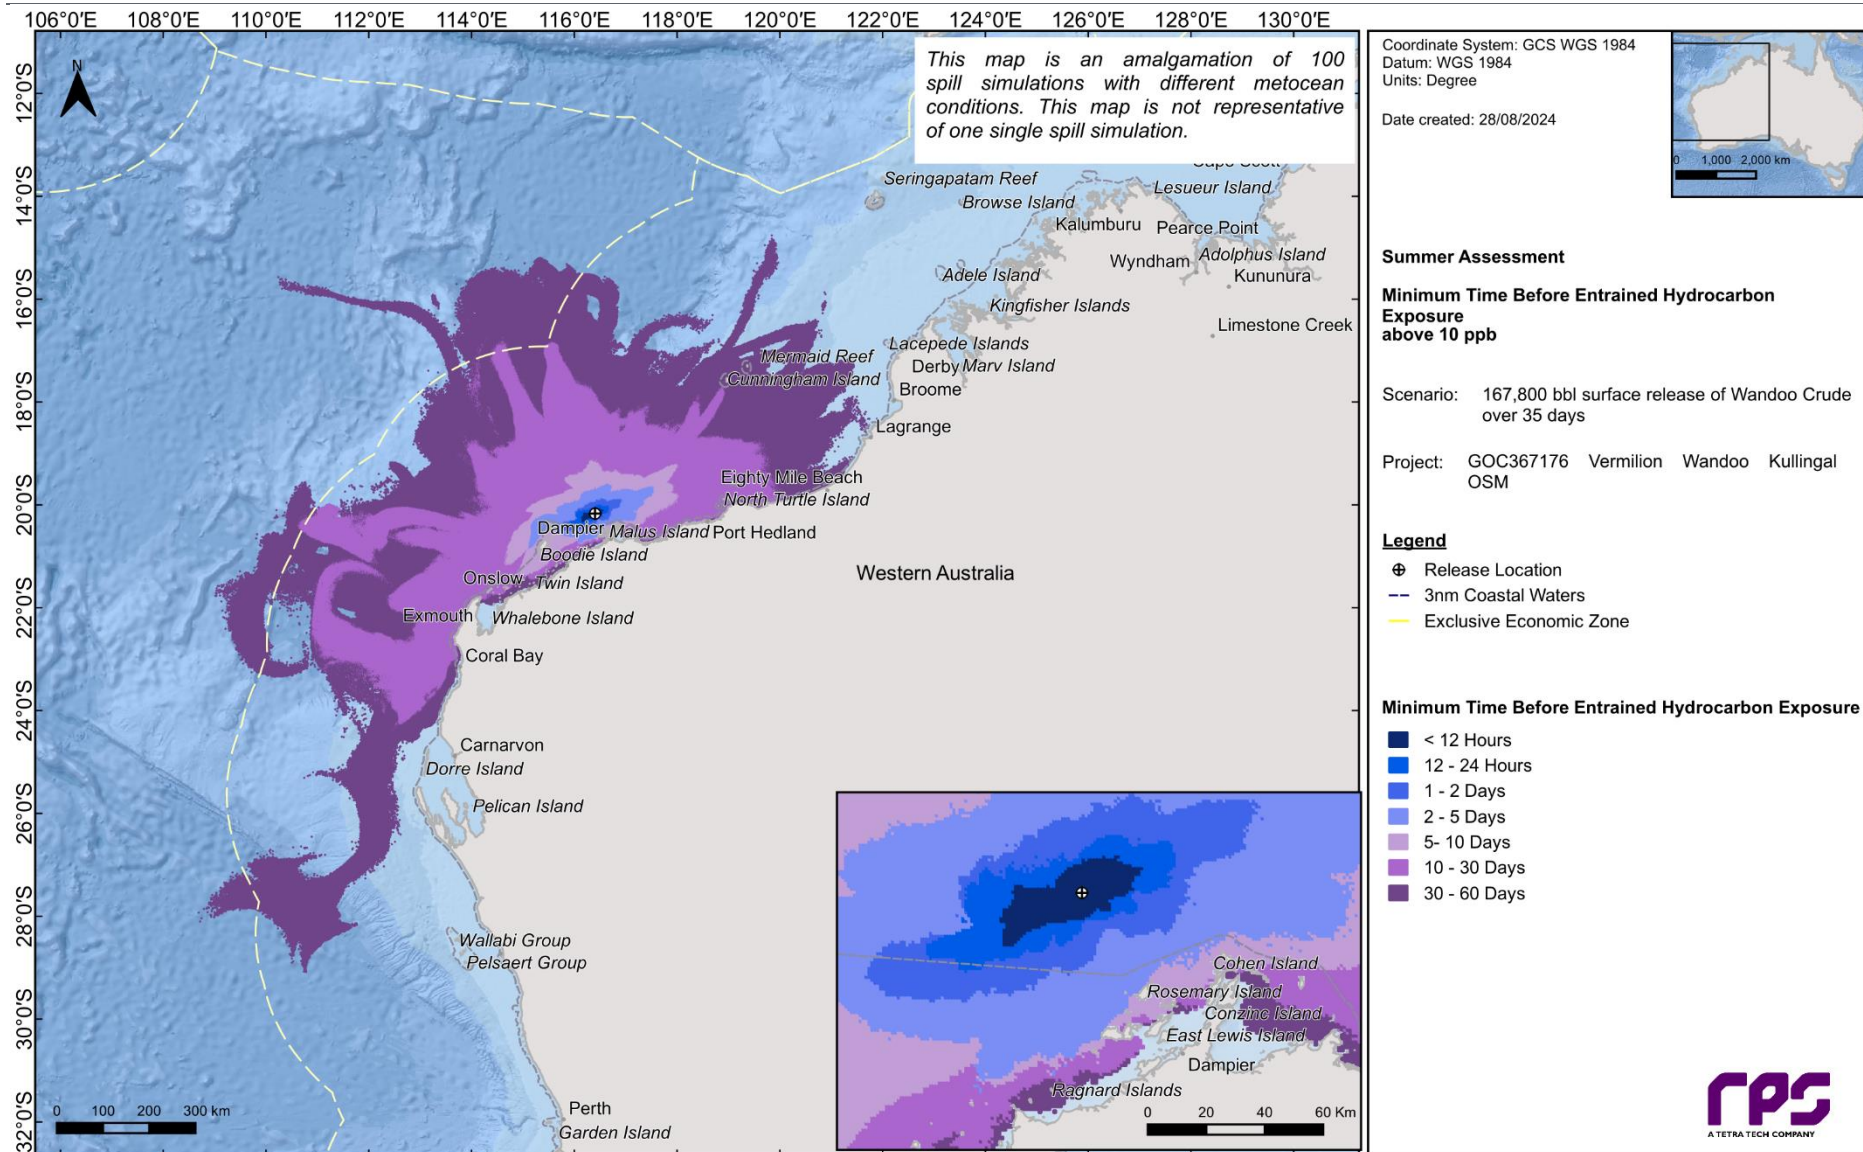 106°0'E 108°0'E 110°0'E 112°0'E 114°0'E 116°0'E 118°0'E 120°0'E 122°0'E 124°0'E 126°0'E 128°0'E 130°0'E
12°0'S
14°0'S
16°0'S
18°0'S
20°0'S
22°0'S
24°0'S
26°0'S
28°0'S
30°0'S
32°0'S
N
This map is an amalgamation of 100
spill simulations with different metocean
conditions. This map is not representative
of one single spill simulation.
Seringapatam Reef
Lesueur Island
Browse Island
Kalumburu
Pearce Point
Adolphus Island
Wyndham
Kununura
Adele Island
Kingfisher Islands
Limestone Creek
Lacepede Islands
Mermaid Reef
Derby
Marv Island
Cunningham Island
Broome
Lagrange
Eighty Mile Beach
North Turtle Island
Dampier
Malus Island
Port Hedland
Boodie Island
Onslow
Twin Island
Western Australia
Exmouth
Whalebone Island
Coral Bay
Carnarvon
Dorre Island
Pelican Island
Wallabi Group
Pelsaert Group
Perth
Garden Island
0 100 200 300 km
Cohen Island
Rosemary Island
Conzinc Island
East Lewis Island
Dampier
Ragnard Islands
0 20 40 60 Km
Coordinate System: GCS WGS 1984
Datum: WGS 1984
Units: Degree
Date created: 28/08/2024
0 1,000 2,000 km
Summer Assessment
Minimum Time Before Entrained Hydrocarbon
Exposure
above 10 ppb
Scenario: 167,800 bbl surface release of Wandoo Crude
over 35 days
Project: GOC367176 Vermilion Wandoo Kullingal
OSM
Legend
Release Location
3nm Coastal Waters
Exclusive Economic Zone
Minimum Time Before Entrained Hydrocarbon Exposure
< 12 Hours
12 - 24 Hours
1 - 2 Days
2 - 5 Days
5- 10 Days
10 - 30 Days
30 - 60 Days
rps
A TETRA TECH COMPANY